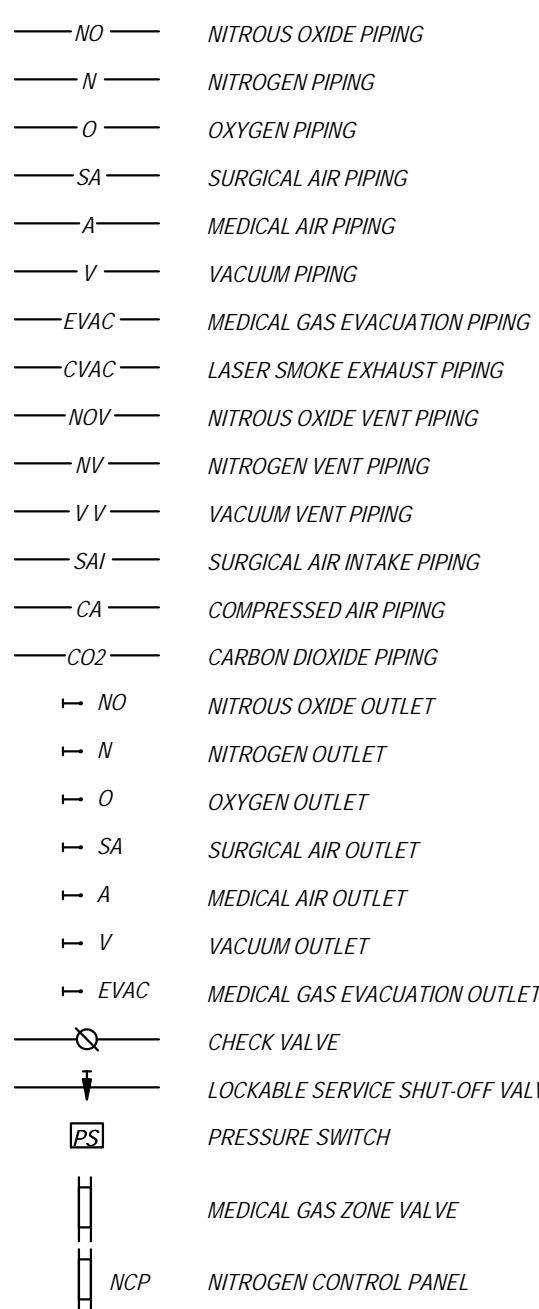 NO NITROUS OXIDE PIPING
N NITROGEN PIPING
O OXYGEN PIPING
SA SURGICAL AIR PIPING
A MEDICAL AIR PIPING
V VACUUM PIPING
EVAC MEDICAL GAS EVACUATION PIPING
CVAC LASER SMOKE EXHAUST PIPING
NOV NITROUS OXIDE VENT PIPING
NV NITROGEN VENT PIPING
V V VACUUM VENT PIPING
SAI SURGICAL AIR INTAKE PIPING
CA COMPRESSED AIR PIPING
CO2 CARBON DIOXIDE PIPING
NO NITROUS OXIDE OUTLET
N NITROGEN OUTLET
O OXYGEN OUTLET
SA SURGICAL AIR OUTLET
A MEDICAL AIR OUTLET
V VACUUM OUTLET
EVAC MEDICAL GAS EVACUATION OUTLET
CHECK VALVE
LOCKABLE SERVICE SHUT-OFF
PS PRESSURE SWITCH
MEDICAL GAS ZONE VALVE
NCP NITROGEN CONTROL PANEL